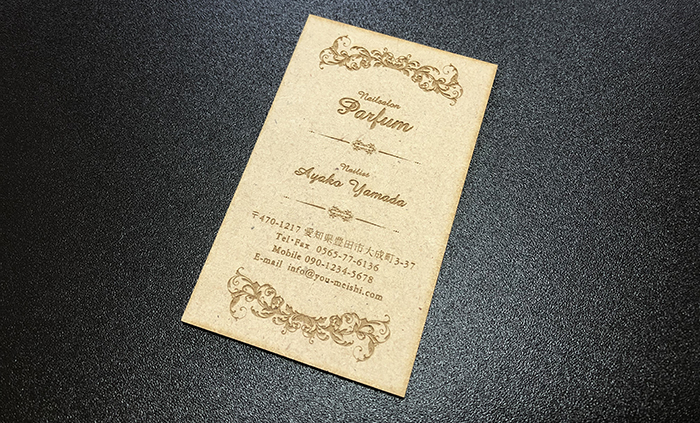 Nailsalon
Parfum
Nailist
Ayako Yamada
〒470-1217 愛知県豊田市大成町3-37
Tel・Fax 0565-77-6136
Mobile 090-1234-5678
E-mail info@you-meishi.com